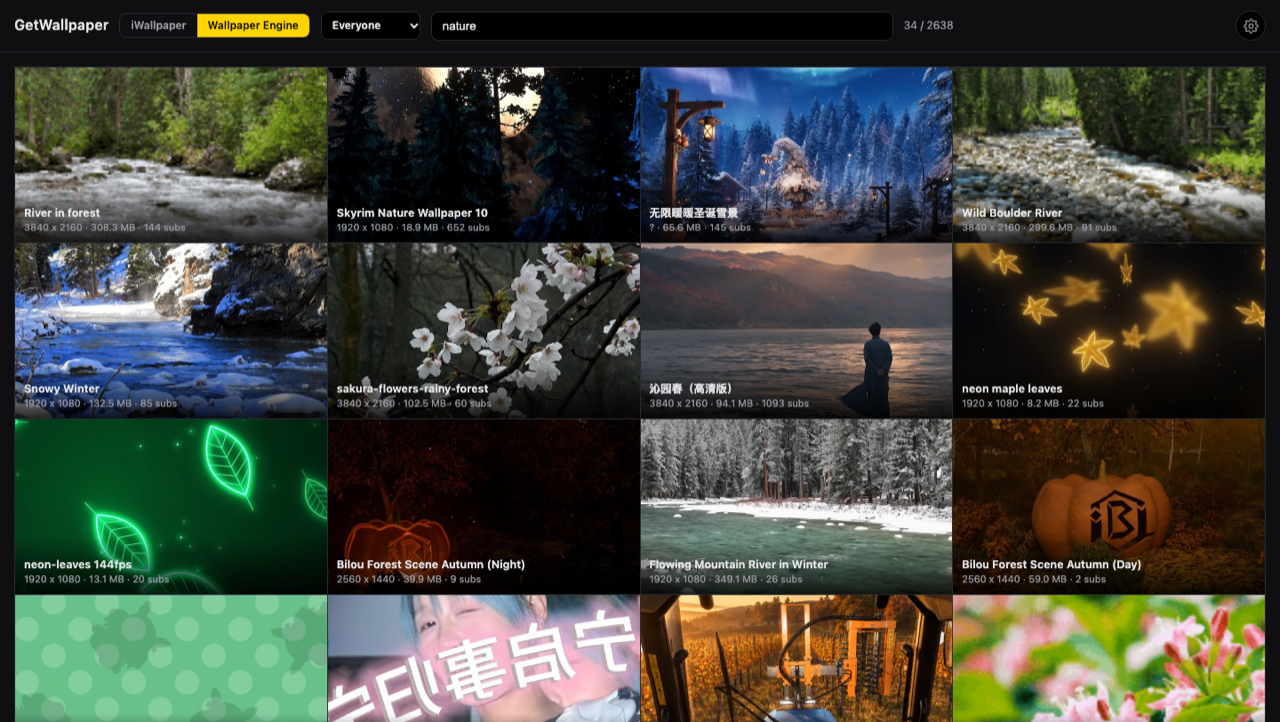 GetWallpaper
iWallpaper
Wallpaper Engine
Everyone
nature
34 / 2638
River in forest
3840 x 2160 · 308.3 MB · 144 subs
Skyrim Nature Wallpaper 10
1920 x 1080 · 18.9 MB · 652 subs
无限暖暖圣诞雪景
? · 65.6 MB · 145 subs
Wild Boulder River
3840 x 2160 · 299.6 MB · 91 subs
Snowy Winter
1920 x 1080 · 132.5 MB · 85 subs
sakura-flowers-rainy-forest
3840 x 2160 · 102.5 MB · 60 subs
沁园春（高清版）
3840 x 2160 · 94.1 MB · 1093 subs
neon maple leaves
1920 x 1080 · 8.2 MB · 22 subs
neon-leaves 144fps
1920 x 1080 · 13.1 MB · 20 subs
Bilou Forest Scene Autumn (Night)
2560 x 1440 · 39.9 MB · 9 subs
Flowing Mountain River in Winter
1920 x 1080 · 349.1 MB · 26 subs
iBi
Bilou Forest Scene Autumn (Day)
2560 x 1440 · 59.0 MB · 2 subs